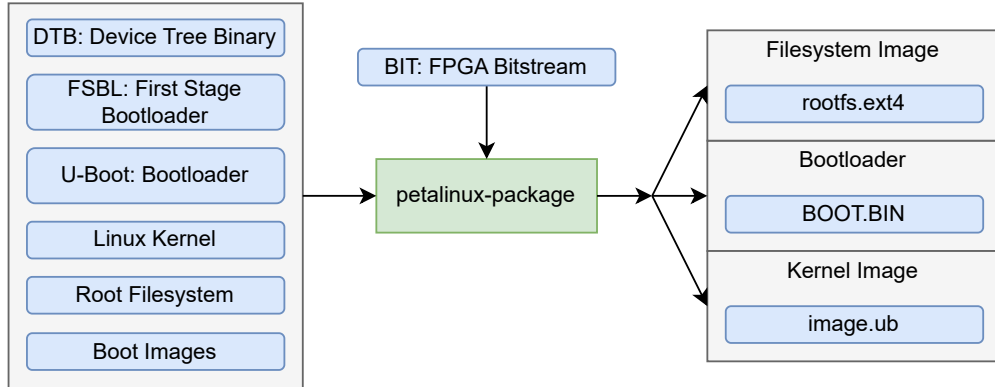 DTB: Device Tree Binary
FSBL: First Stage
Bootloader
U-Boot: Bootloader
Linux Kernel
Root Filesystem
Boot Images
BIT: FPGA Bitstream
petalinux-package
Filesystem Image
rootfs.ext4
Bootloader
BOOT.BIN
Kernel Image
image.ub